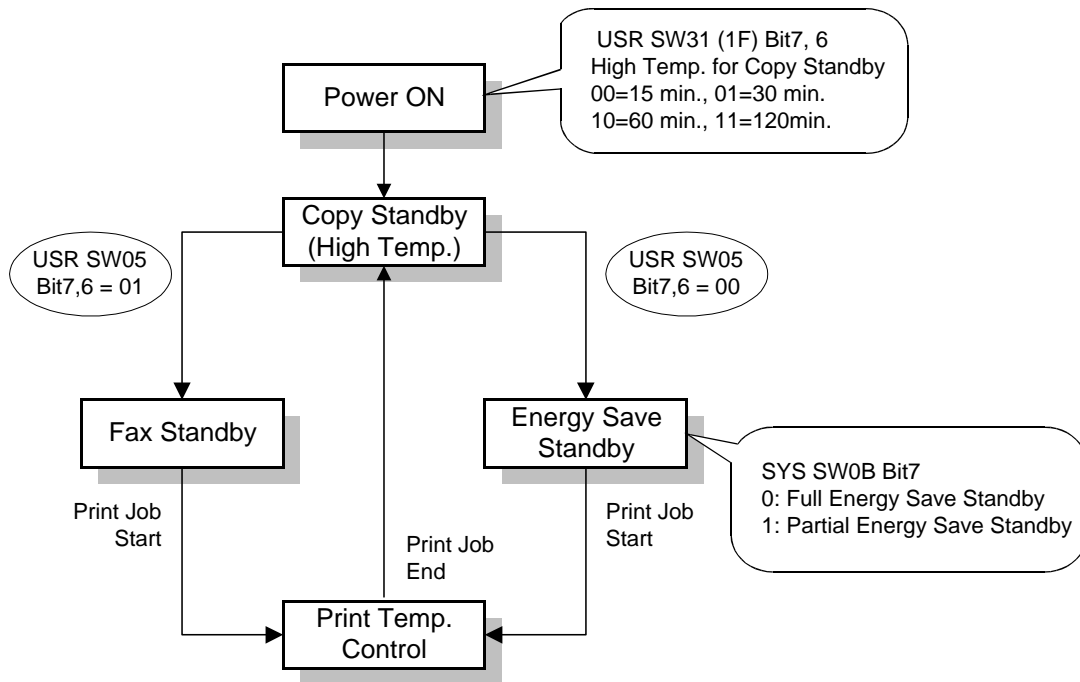 USR SW31 (1F) Bit7, 6
High Temp. for Copy Standby
00=15 min., 01=30 min.
10=60 min., 11=120min.
Power ON
Copy Standby
(High Temp.)
USR SW05
Bit7,6 = 01
USR SW05
Bit7,6 = 00
Fax Standby
Energy Save
Standby
SYS SW0B Bit7
0: Full Energy Save Standby
1: Partial Energy Save Standby
Print Job
Start
Print Job
End
Print Job
Start
Print Temp.
Control